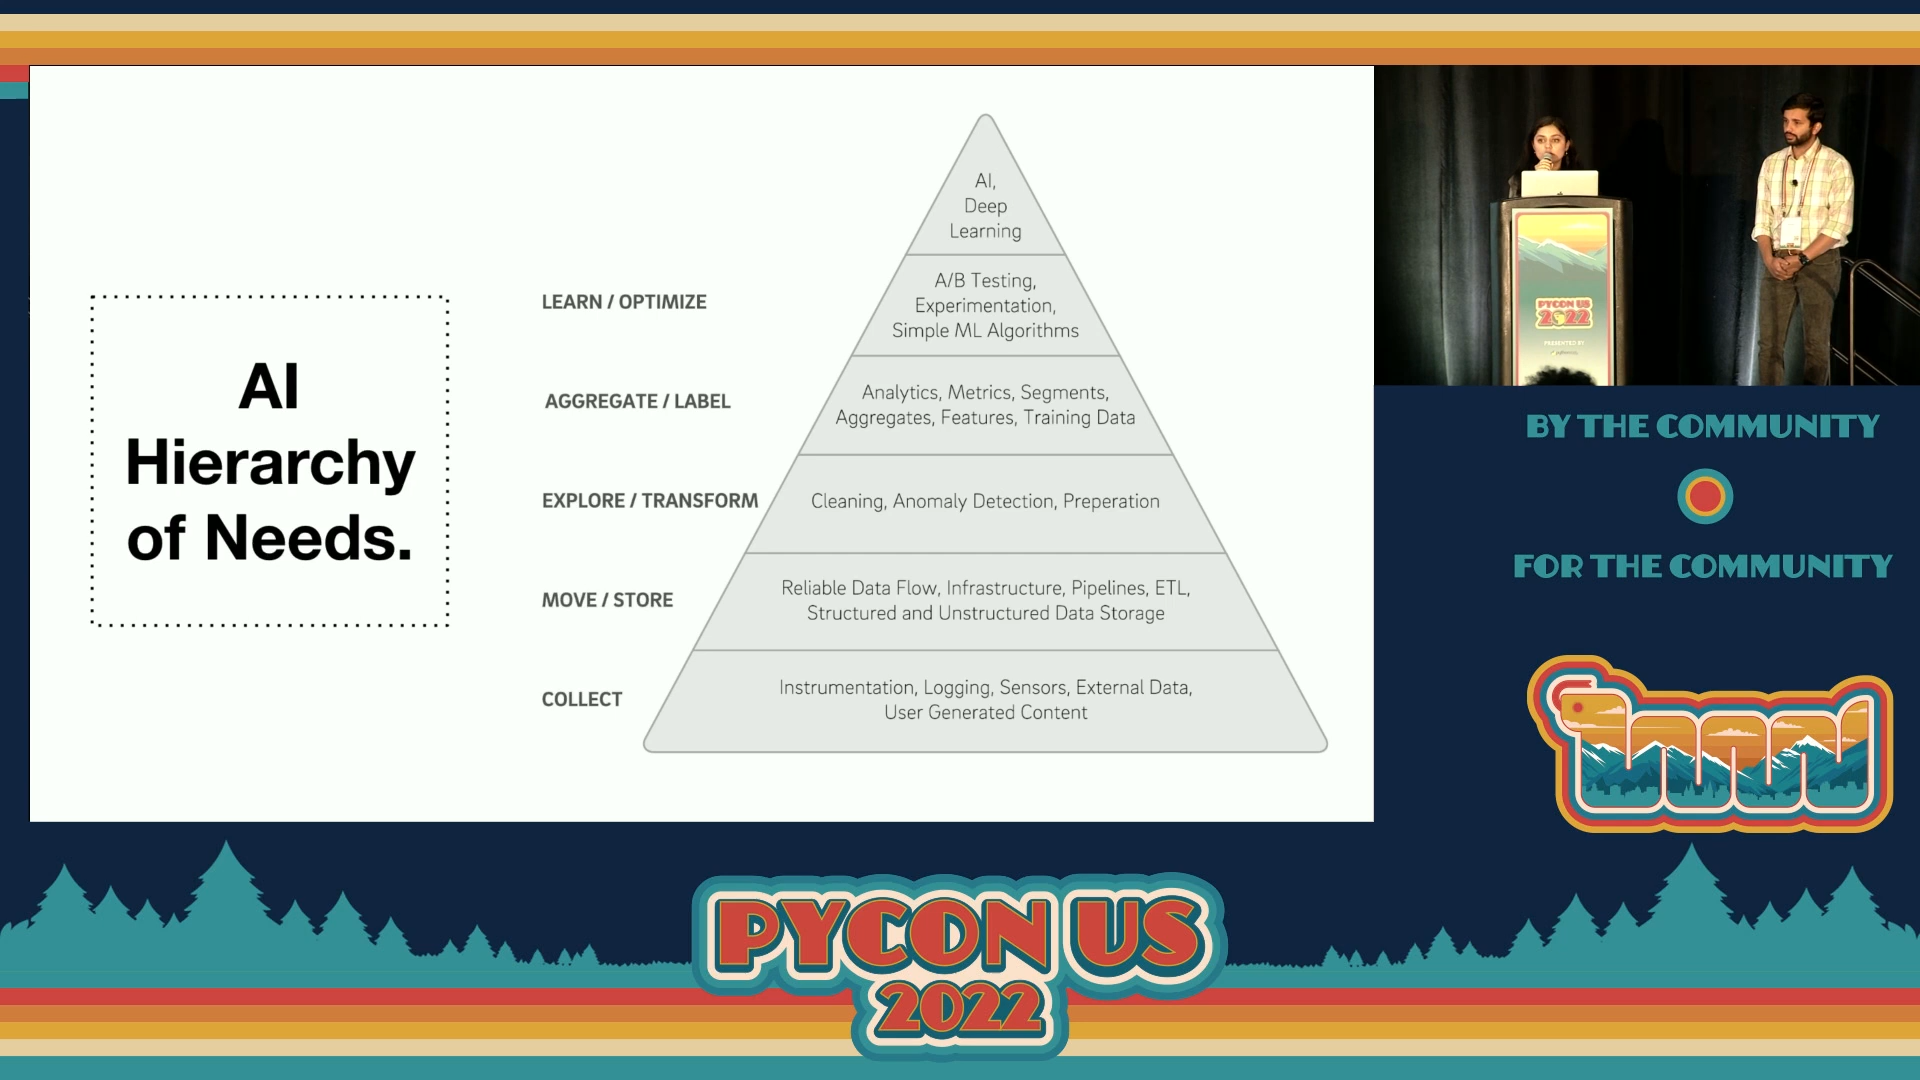 AI
Hierarchy
of Needs.
AI,
Deep
Learning
LEARN / OPTIMIZE
A/B Testing,
Experimentation,
Simple ML Algorithms
AGGREGATE / LABEL
Analytics, Metrics, Segments,
Aggregates, Features, Training Data
EXPLORE / TRANSFORM
Cleaning, Anomaly Detection, Preperation
MOVE / STORE
Reliable Data Flow, Infrastructure, Pipelines, ETL,
Structured and Unstructured Data Storage
COLLECT
Instrumentation, Logging, Sensors, External Data,
User Generated Content
PYCON US
2022
PRESENTED BY
BY THE COMMUNITY
FOR THE COMMUNITY
PYCON US
2022